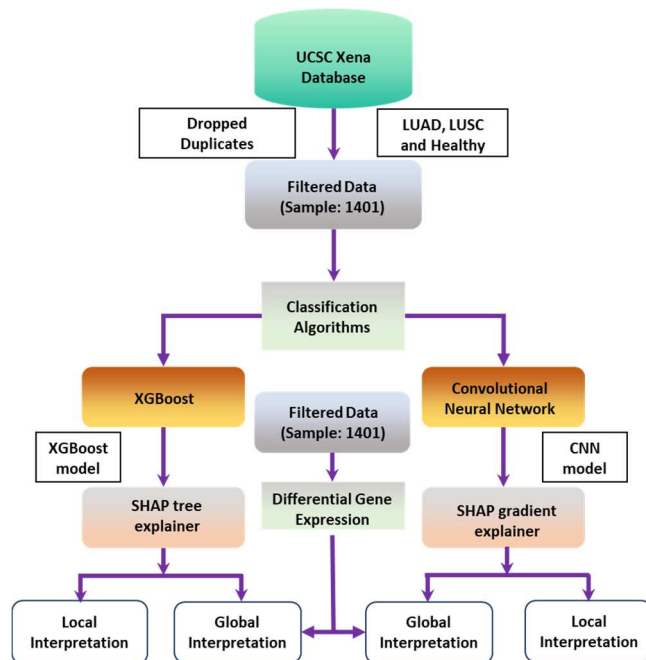 UCSC Xena
Database
Dropped
Duplicates
LUAD, LUSC
and Healthy
Filtered Data
(Sample: 1401)
Classification
Algorithms
XGBoost
Filtered Data
(Sample: 1401)
Convolutional
Neural Network
XGBoost
model
CNN
model
SHAP tree
explainer
Differential Gene
Expression
SHAP gradient
explainer
Local
Interpretation
Global
Interpretation
Global
Interpretation
Local
Interpretation